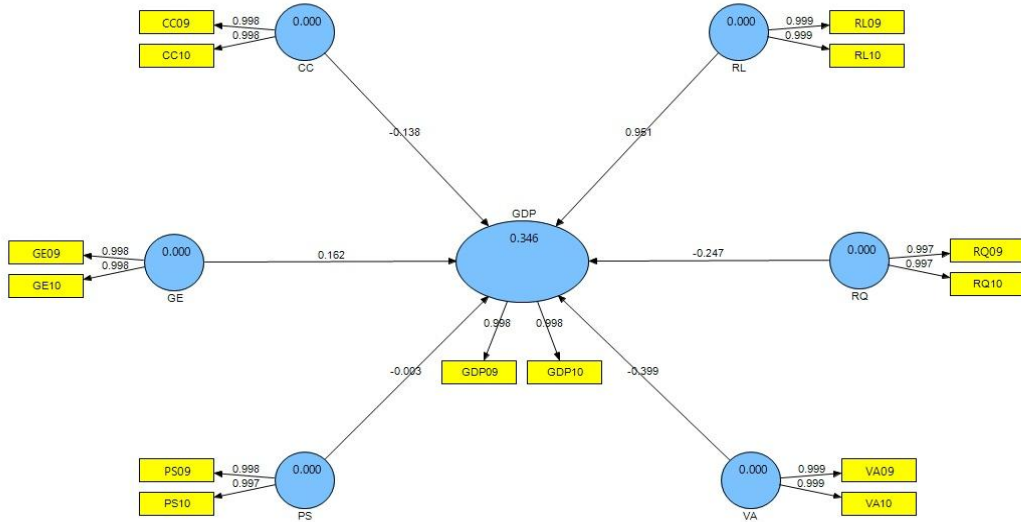 CC09
0.998
0.000
CC10
0.998
CC
0.000
0.999
RL09
0.999
RL10
RL
-0.138
GDP
0.346
GE09
0.998
0.000
GE10
0.998
GE
0.162
-0.247
0.000
0.997
RQ09
0.997
RQ10
RQ
0.998
0.998
GDP09
GDP10
-0.003
-0.399
PS09
0.998
0.000
PS10
0.997
PS
0.000
0.999
VA09
0.999
VA10
VA